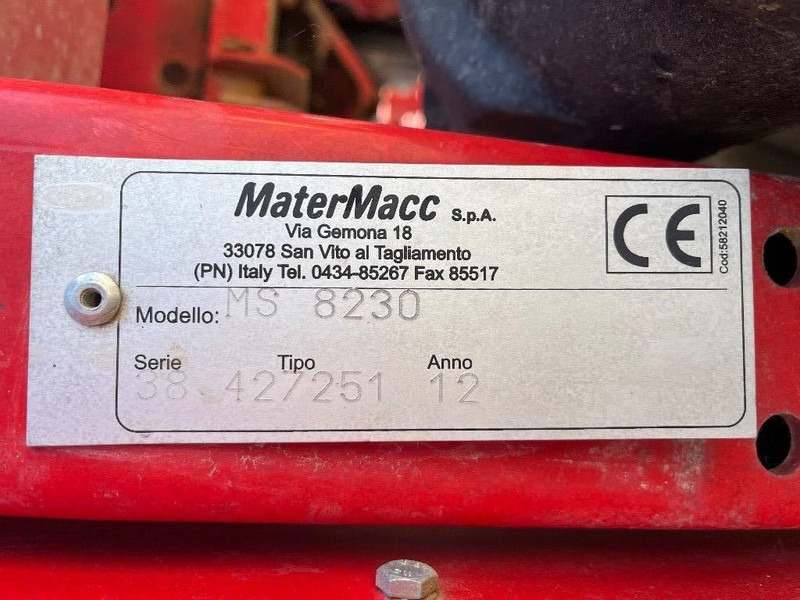 MaterMacc S.p.A.
Via Gemona 18
33078 San Vito al Tagliamento
(PN) Italy Tel. 0434-85267 Fax 85517
CE
Cod:58212040
Modello: MS 8230
Serie Tipo Anno
38 427251 12